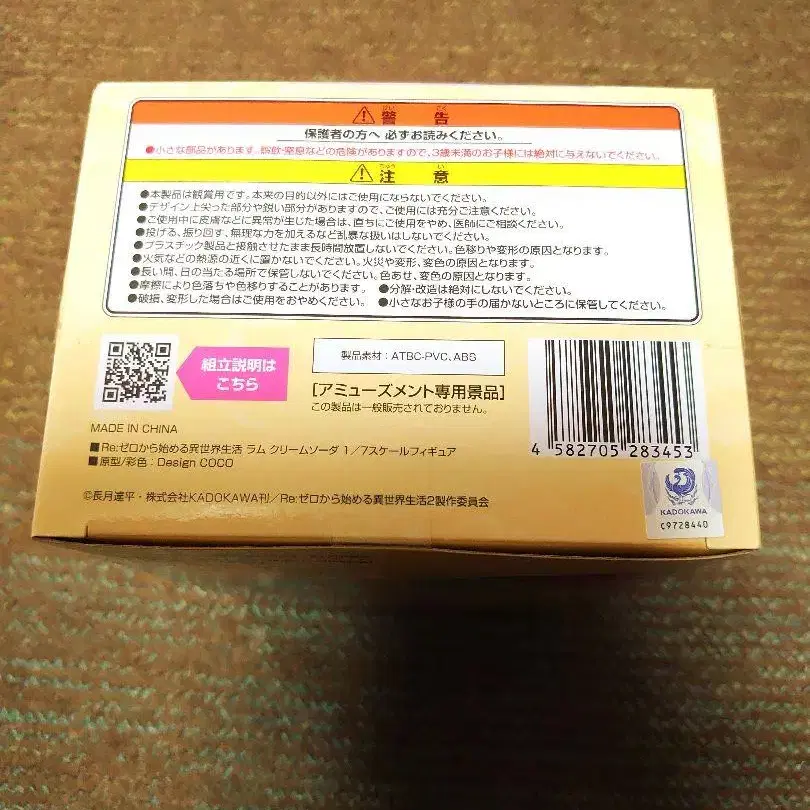 ⚠警告
保護者の方へ 必ずお読みください。
●小さな部品があります。誤飲・窒息などの危険がありますので、3歳未満のお子様には絶対に与えないでください。
⚠注意
●本製品は観賞用です。本来の目的以外にはご使用にならないでください。
●デザイン上尖った部分や鋭い部分がありますので、ご使用には充分ご注意ください。
●ご使用中に皮膚などに異常が生じた場合は、直ちにご使用をやめ、医師にご相談ください。
●投げる、振り回す、無理な力を加えるなど乱暴な扱いはしないでください。
●プラスチック製品と接触させたまま長時間放置しないでください。色移りや変形の原因となります。
●火気などの熱源の近くに置かないでください。火災や変形、変色の原因となります。
●長い間、日の当たる場所で保管しないでください。色あせ、変色の原因となります。
●摩擦により色落ちや色移りすることがあります。 ●分解・改造は絶対にしないでください。
●破損、変形した場合はご使用をおやめください。 ●小さなお子様の手の届かないところに保管してください。
組立説明は
こちら
製品素材：ATBC-PVC、ABS
[アミューズメント専用景品]
この製品は一般販売されておりません。
4 582705 283453
MADE IN CHINA
■Re:ゼロから始める異世界生活 ラム クリームソーダ 1／7スケールフィギュア
■原型/彩色：Design COCO
©長月達平・株式会社KADOKAWA刊／Re:ゼロから始める異世界生活2製作委員会
KADOKAWA
C9728440